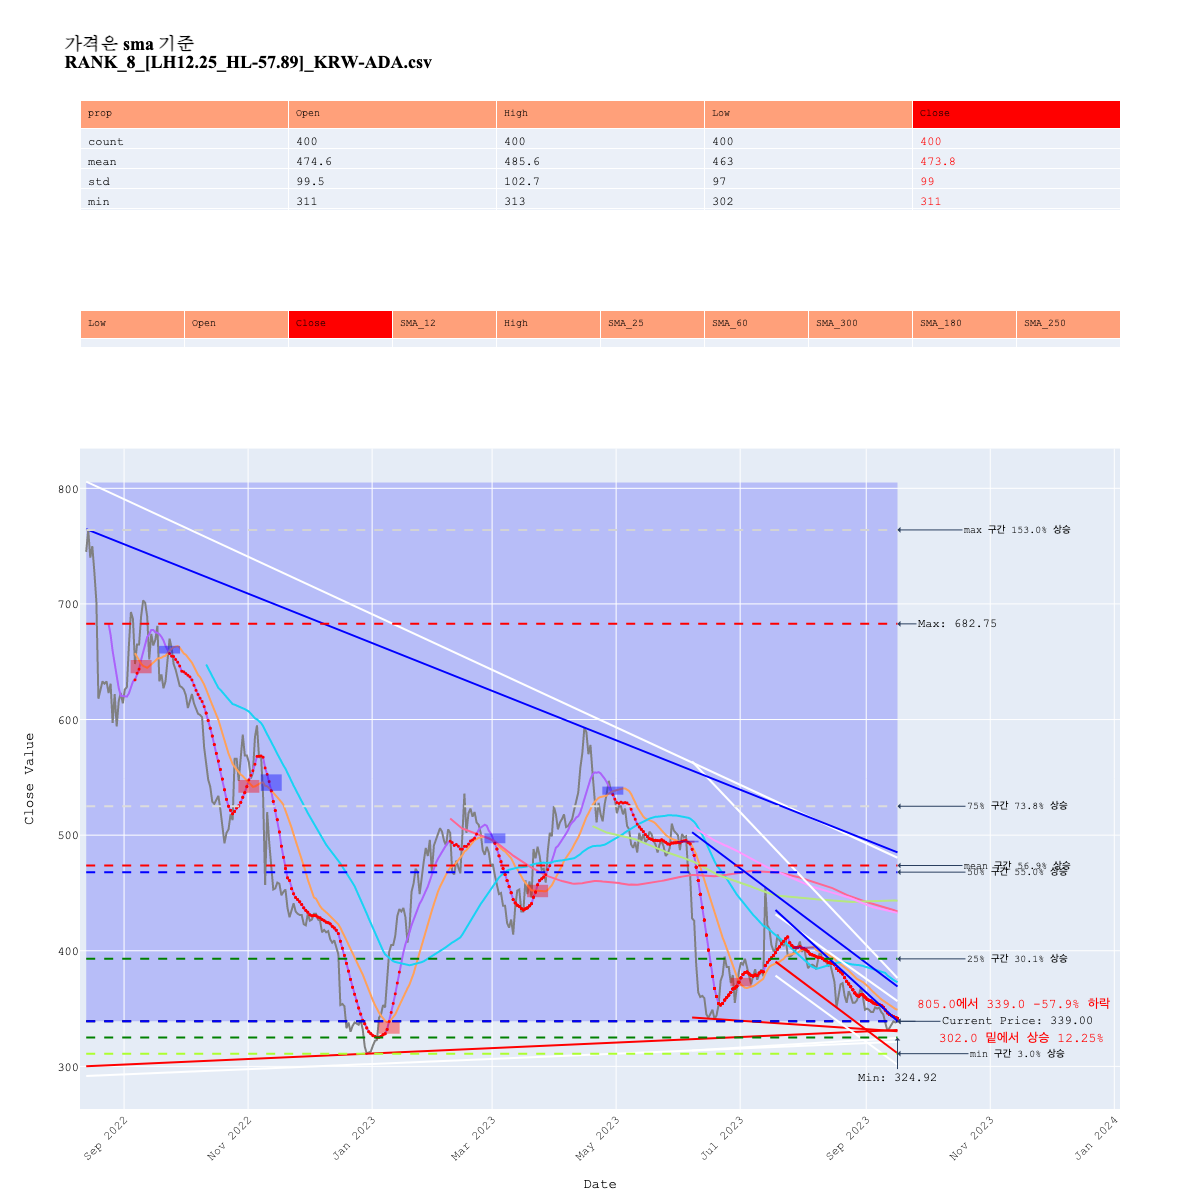 가격은 sma 기준
RANK_8_[LH12.25_HL-57.89]_KRW-ADA.csv
prop Open High Low Close
count 400 400 400 400
mean 474.6 485.6 463 473.8
std 99.5 102.7 97 99
min 311 313 302 311
Low Open Close SMA_12 High SMA_25 SMA_60 SMA_300 SMA_180 SMA_250
800
max 구간 153.0% 상승
Max: 682.75
700
600
75% 구간 73.8% 상승
500
mean 구간 56.9% 상승
50% 구간 55.0% 상승
25% 구간 30.1% 상승
400
805.0에서 339.0 -57.9% 하락
Current Price: 339.00
302.0 밑에서 상승 12.25%
min 구간 3.0% 상승
300
Min: 324.92
Close Value
Sep 2022 Nov 2022 Jan 2023 Mar 2023 May 2023 Jul 2023 Sep 2023 Nov 2023 Jan 2024
Date